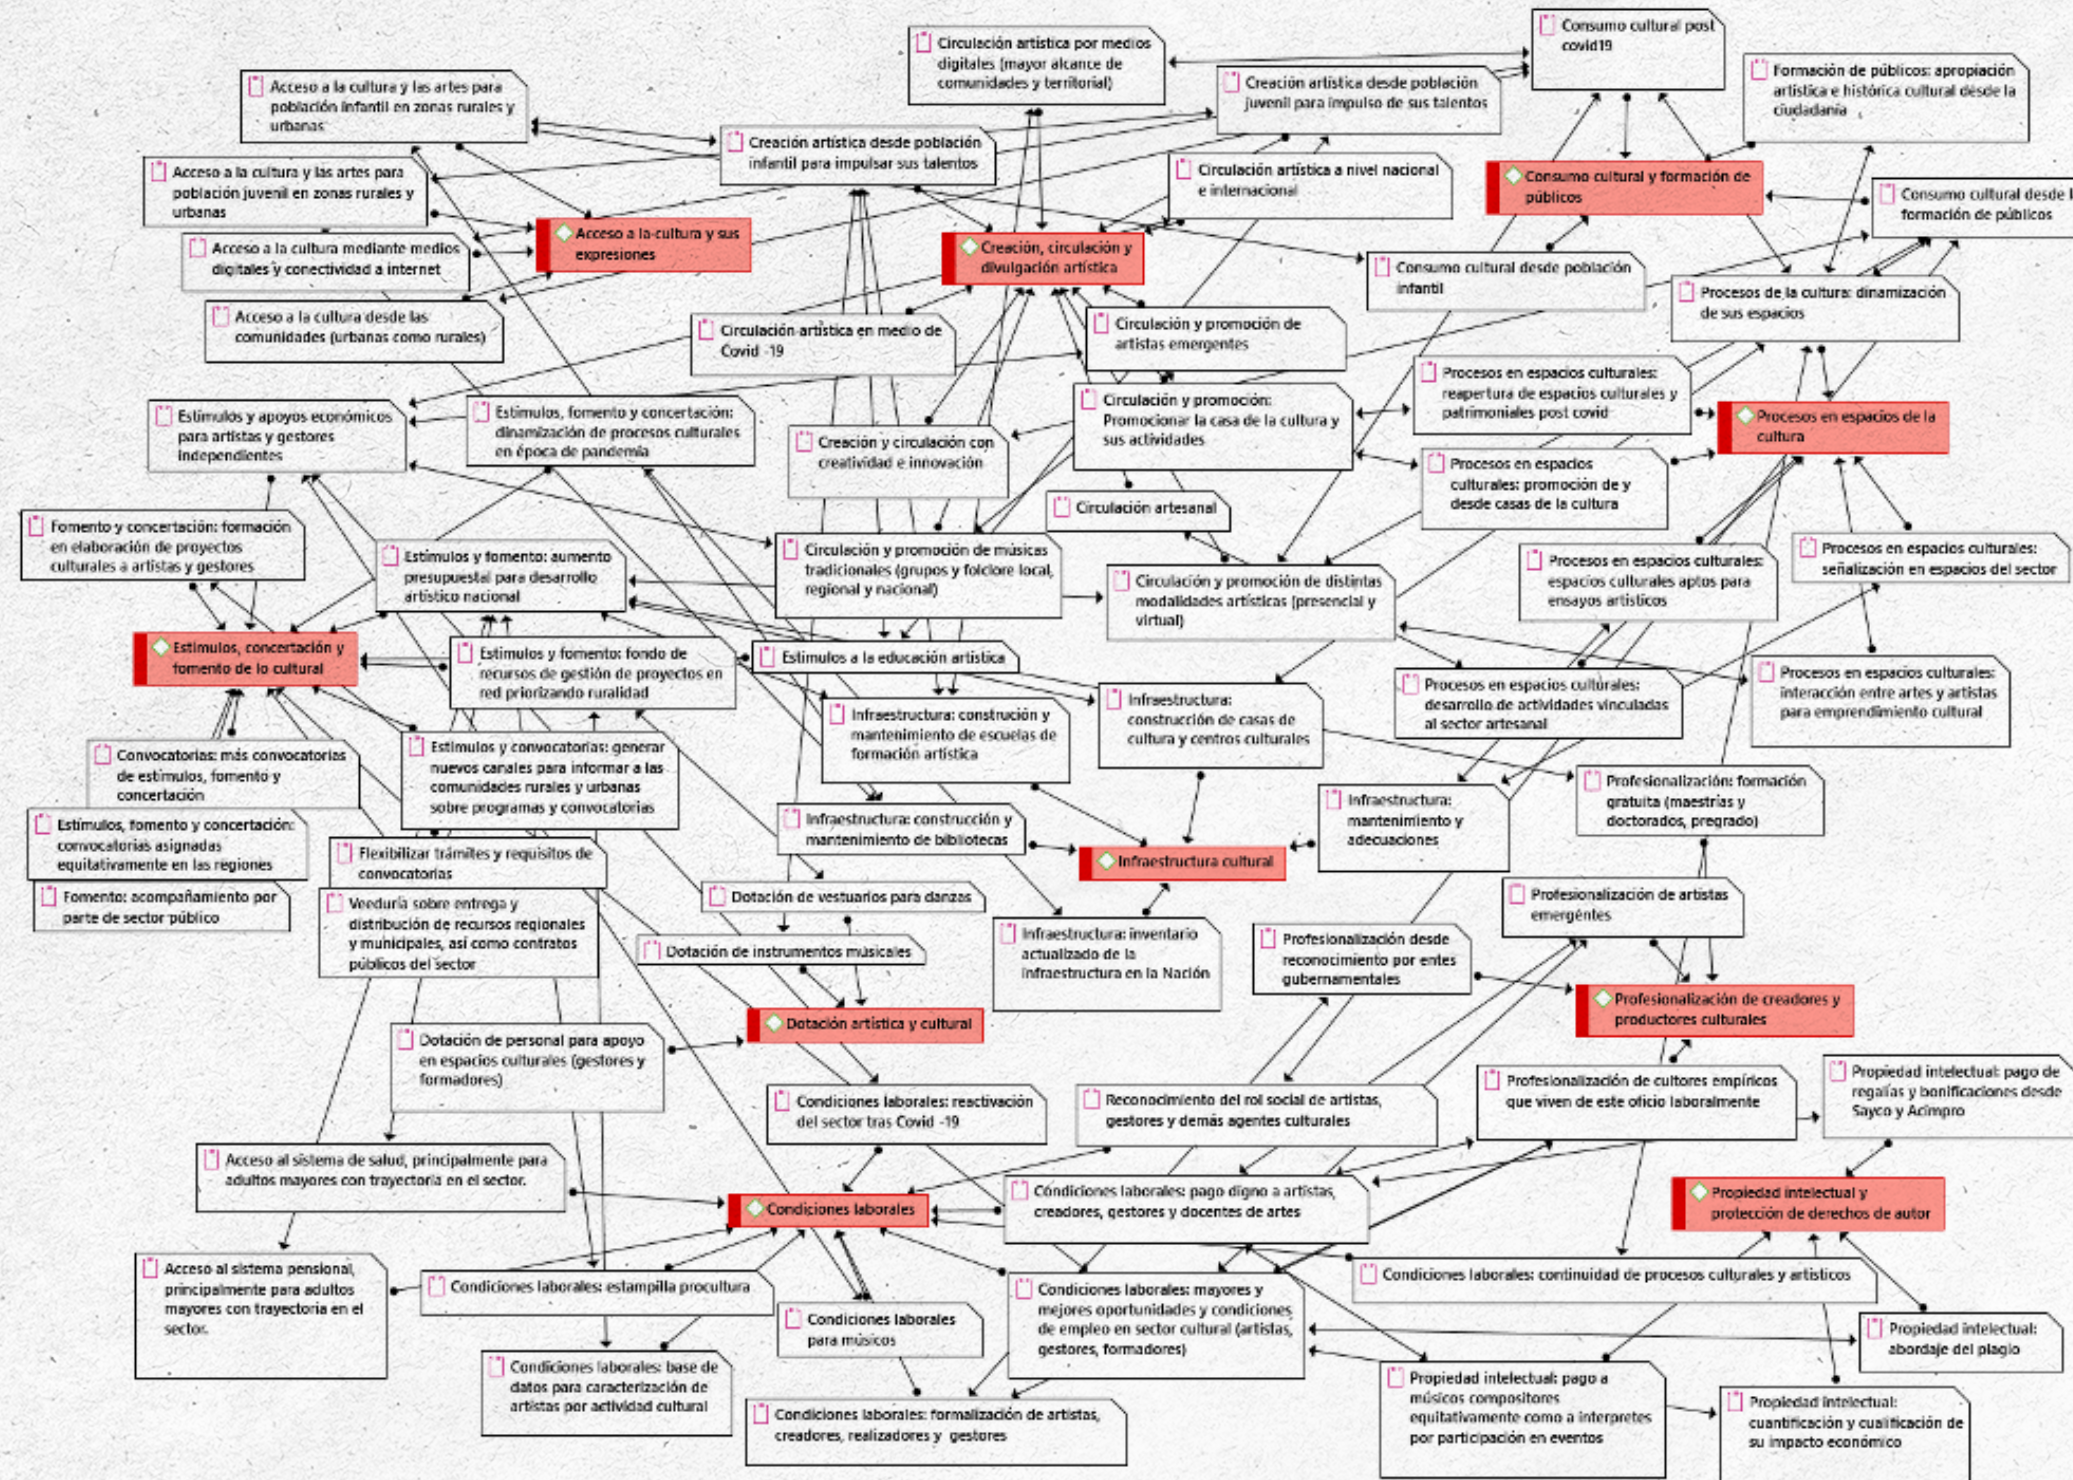 Circulación artística por medios
digitales (mayor alcance de
comunidades y territorial)
Consumo cultural post
covid19
Acceso a la cultura y las artes para
población infantil en zonas rurales y
urbanas
Creación artística desde población
juvenil para impulso de sus talentos
Formación de públicos: apropiación
artística e histórica cultural desde la
ciudadanía
Creación artística desde población
infantil para impulsar sus talentos
Acceso a la cultura y las artes para
población juvenil en zonas rurales y
urbanas
Circulación artística a nivel nacional
e internacional
Consumo cultural y formación de
públicos
Consumo cultural desde
formación de públicos
Acceso a la cultura y sus
expresiones
Acceso a la cultura mediante medios
digitales y conectividad a internet
Creación, circulación y
divulgación artística
Consumo cultural desde población
infantil
Procesos de la cultura: dinamización
de sus espacios
Acceso a la cultura desde las
comunidades (urbanas como rurales)
Circulación artística en medio de
Covid -19
Circulación y promoción de
artistas emergentes
Procesos en espacios culturales:
reapertura de espacios culturales y
patrimoniales post covid
Estímulos y apoyos económicos
para artistas y gestores
independientes
Estímulos, fomento y concertación:
dinamización de procesos culturales
en época de pandemia
Creación y circulación con
creatividad e innovación
Circulación y promoción:
Promocionar la casa de la cultura y
sus actividades
Procesos en espacios de la
cultura
Procesos en espacios
culturales: promoción de y
desde casas de la cultura
Circulación artesanal
Fomento y concertación: formación
en elaboración de proyectos
culturales a artistas y gestores
Estímulos y fomento: aumento
presupuestal para desarrollo
artístico nacional
Circulación y promoción de músicas
tradicionales (grupos y folclore local,
regional y nacional)
Circulación y promoción de distintas
modalidades artísticas (presencial y
virtual)
Procesos en espacios culturales:
espacios culturales aptos para
ensayos artísticos
Procesos en espacios culturales:
señalización en espacios del sector
Estímulos, concertación y
fomento de lo cultural
Estímulos y fomento: fondo de
recursos de gestión de proyectos en
red priorizando ruralidad
Estímulos a la educación artística
Procesos en espacios culturales:
desarrollo de actividades vinculadas
al sector artesanal
Procesos en espacios culturales:
interacción entre artes y artistas
para emprendimiento cultural
Infraestructura: construción y
mantenimiento de escuelas de
formación artística
Infraestructura:
construcción de casas de
cultura y centros culturales
Convocatorias: más convocatorias
de estímulos, fomento y
concertación
Estímulos y convocatorias: generar
nuevos canales para informar a las
comunidades rurales y urbanas
sobre programas y convocatorias
Infraestructura:
mantenimiento y
adecuaciones
Profesionalización: formación
gratuita (maestrías y
doctorados, pregrado)
Estímulos, fomento y concertación:
convocatorias asignadas
equitativamente en las regiones
Flexibilizar trámites y requisitos de
convocatorias
Infraestructura: construcción y
mantenimiento de bibliotecas
Infraestructura cultural
Fomento: acompañamiento por
parte de sector público
Veeduría sobre entrega y
distribución de recursos regionales
y municipales, así como contratos
públicos del sector
Dotación de vestuarios para danzas
Profesionalización de artistas
emergentes
Dotación de instrumentos músicales
Infraestructura: inventario
actualizado de la
infraestructura en la Nación
Profesionalización desde
reconocimiento por entes
gubernamentales
Dotación artística y cultural
Profesionalización de creadores y
productores culturales
Dotación de personal para apoyo
en espacios culturales (gestores y
formadores)
Condiciones laborales: reactivación
del sector tras Covid -19
Reconocimiento del rol social de artistas,
gestores y demás agentes culturales
Profesionalización de cultores empíricos
que viven de este oficio laboralmente
Propiedad intelectual: pago de
regalías y bonificaciones desde
Sayco y Acimpro
Acceso al sistema de salud, principalmente para
adultos mayores con trayectoria en el sector.
Condiciones laborales
Condiciones laborales: pago digno a artistas,
creadores, gestores y docentes de artes
Propiedad intelectual y
protección de derechos de autor
Acceso al sistema pensional,
principalmente para adultos
mayores con trayectoria en el
sector.
Condiciones laborales: estampilla procultura
Condiciones laborales
para músicos
Condiciones laborales: mayores y
mejores oportunidades y condiciones
de empleo en sector cultural (artistas,
gestores, formadores)
Condiciones laborales: continuidad de procesos culturales y artísticos
Propiedad intelectual:
abordaje del plagio
Condiciones laborales: base de
datos para caracterización de
artistas por actividad cultural
Condiciones laborales: formalización de artistas,
creadores, realizadores y gestores
Propiedad intelectual: pago a
músicos compositores
equitativamente como a interpretes
por participación en eventos
Propiedad intelectual:
cuantificación y cualificación de
su impacto económico